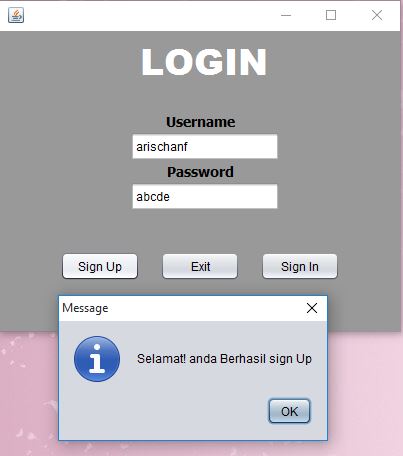 LOGIN
Username
arischanf
Password
abcde
Sign Up Exit Sign In
Message
Selamat! anda Berhasil sign Up
OK